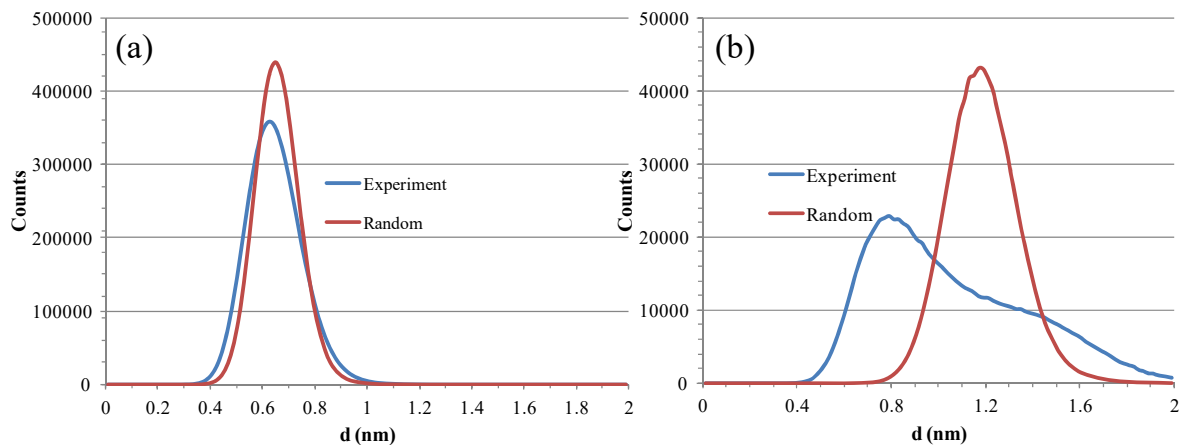 (a)
500000
400000
300000
200000
100000
0
Counts
Experiment
Random
0 0.2 0.4 0.6 0.8 1 1.2 1.4 1.6 1.8 2
d (nm)
(b)
50000
40000
30000
20000
10000
0
Counts
Experiment
Random
0 0.4 0.8 1.2 1.6 2
d (nm)